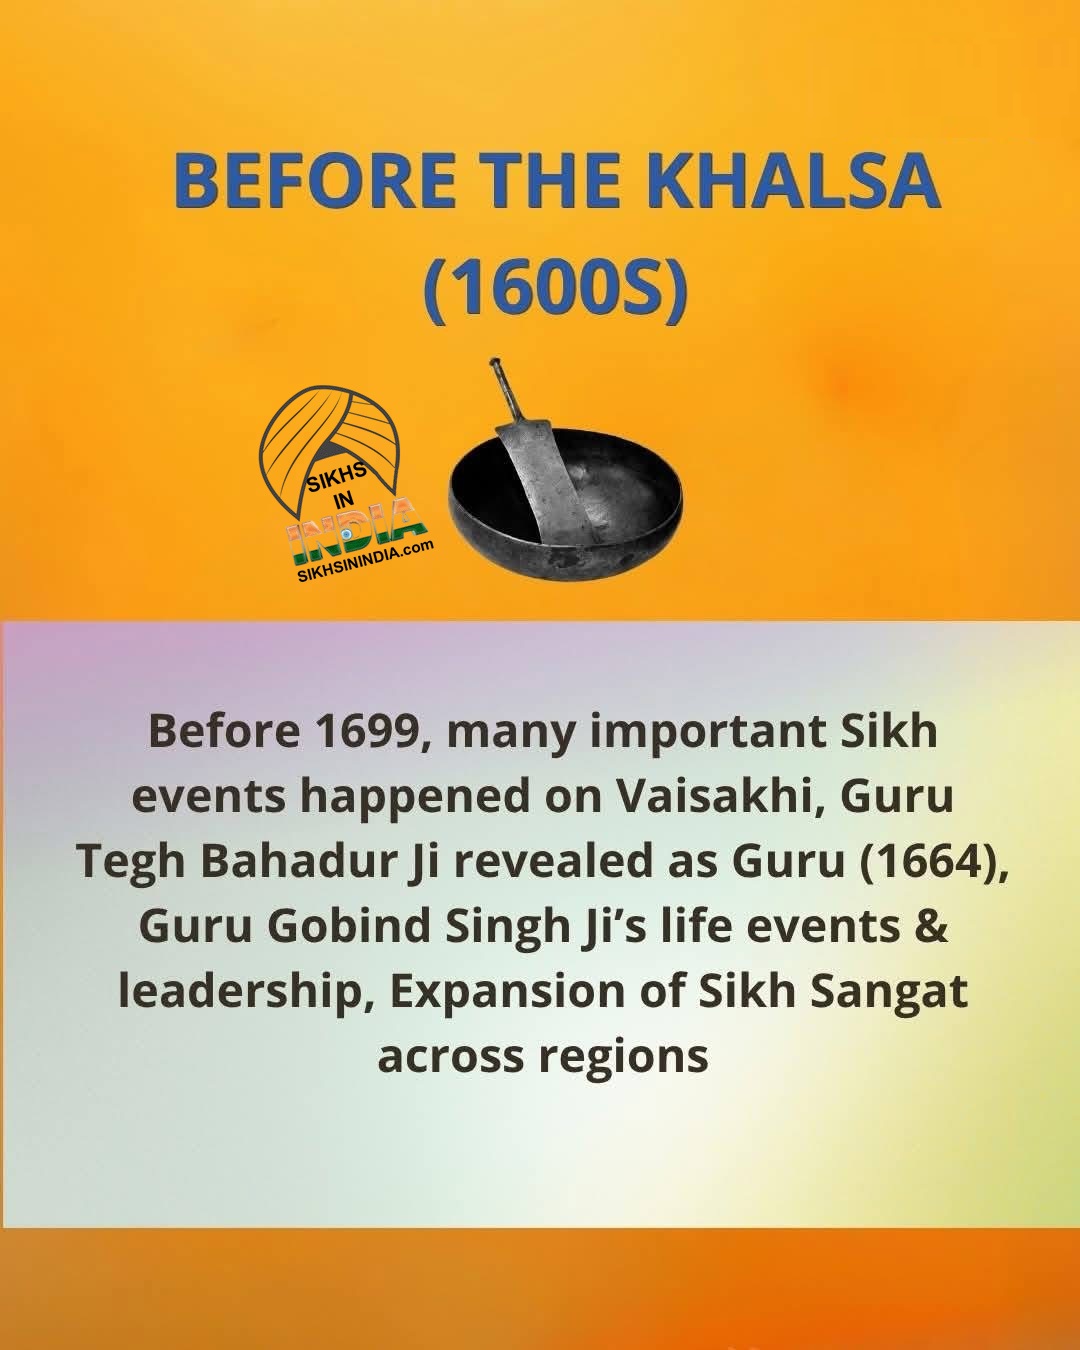 BEFORE THE KHALSA
(1600S)
SIKHS
IN
INDIA
SIKHSININDIA.com
Before 1699, many important Sikh
events happened on Vaisakhi, Guru
Tegh Bahadur Ji revealed as Guru (1664),
Guru Gobind Singh Ji’s life events &
leadership, Expansion of Sikh Sangat
across regions